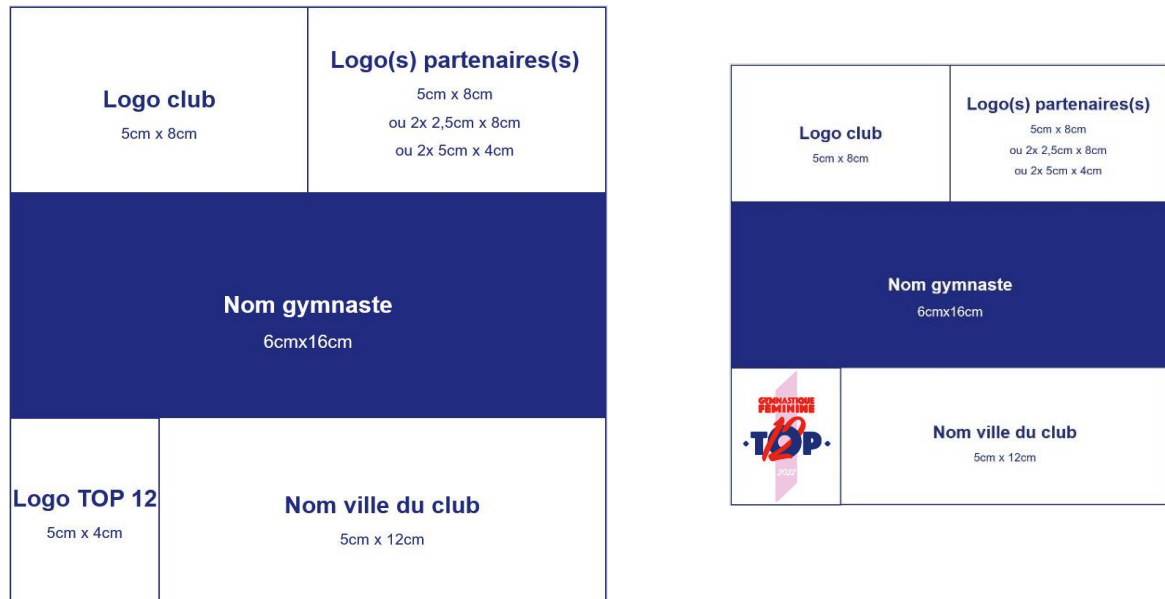 Logo club
5cm x 8cm
Logo(s) partenaires(s)
5cm x 8cm
ou 2x 2,5cm x 8cm
ou 2x 5cm x 4cm
Nom gymnaste
6cmx16cm
Logo TOP 12
5cm x 4cm
Nom ville du club
5cm x 12cm
Logo club
5cm x 8cm
Logo(s) partenaires(s)
5cm x 8cm
ou 2x 2,5cm x 8cm
ou 2x 5cm x 4cm
Nom gymnaste
6cmx16cm
GYMNASTIQUE
FÉMININE
TOP
12
2022
Nom ville du club
5cm x 12cm